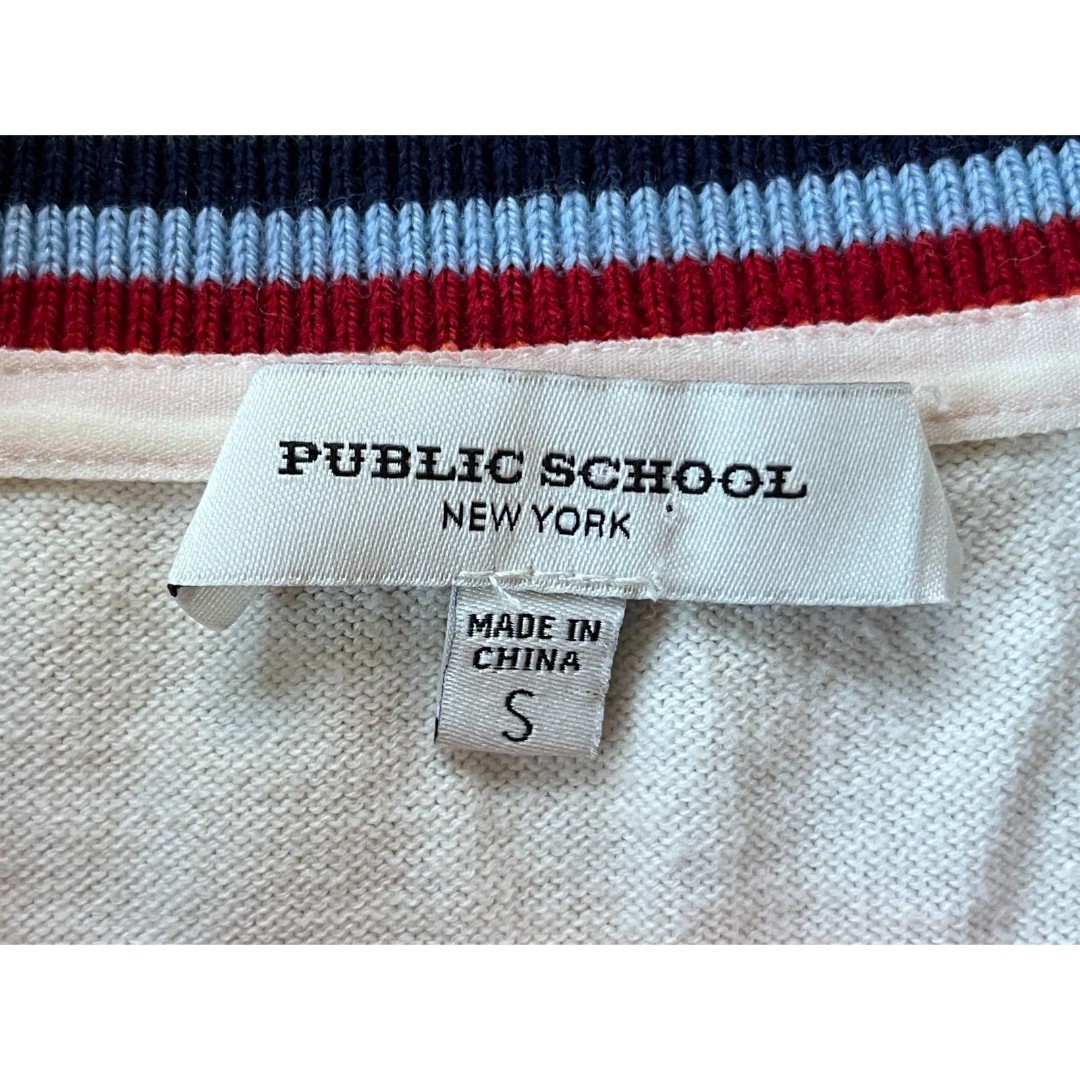 PUBLIC SCHOOL
NEW YORK
MADE IN
CHINA
S